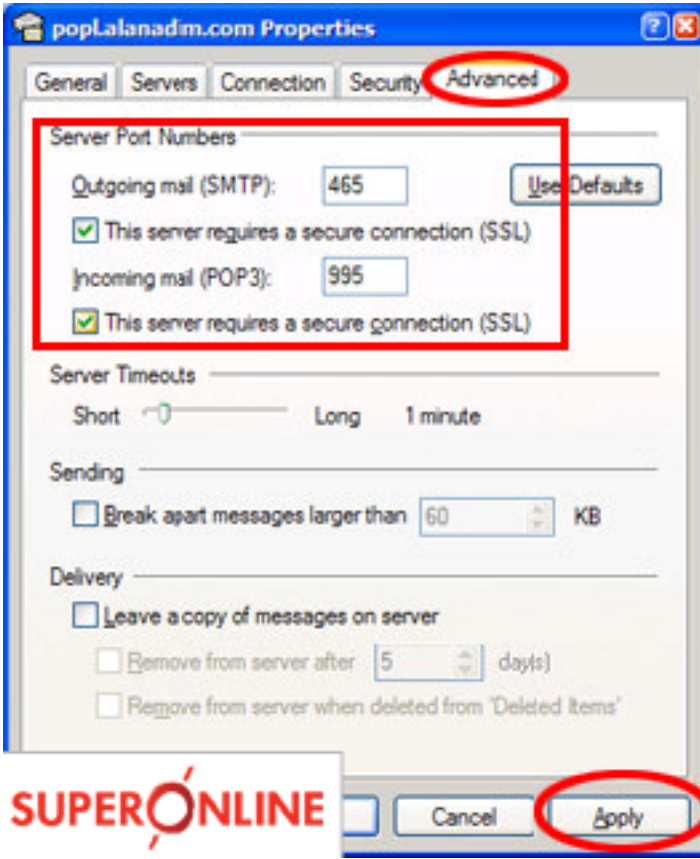 pop.alanadim.com Properties
General Servers Connection Security Advanced
Server Port Numbers
Outgoing mail (SMTP): 465 Use Defaults
This server requires a secure connection (SSL)
Incoming mail (POP3): 995
This server requires a secure connection (SSL)
Server Timeouts
Short Long 1 minute
Sending
Break apart messages larger than 60 KB
Delivery
Leave a copy of messages on server
Remove from server after 5 day(s)
Remove from server when deleted from 'Deleted Items'
SUPERONLINE
Cancel Apply